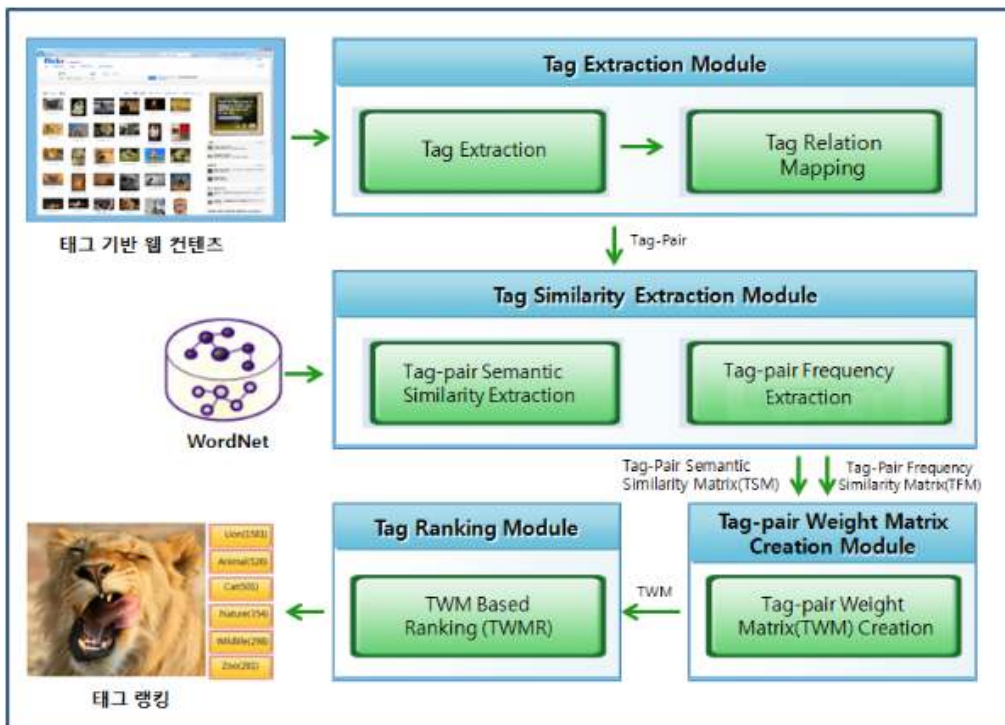 flickr
Tag Extraction Module
Tag Extraction
Tag Relation
Mapping
태그 기반 웹 컨텐츠
Tag-Pair
Tag Similarity Extraction Module
Tag-pair Semantic
Similarity Extraction
Tag-pair Frequency
Extraction
WordNet
Tag-Pair Semantic
Similarity Matrix(TSM)
Tag-Pair Frequency
Similarity Matrix(TFM)
Tag Ranking Module
TWM Based
Ranking (TWMR)
TWM
Tag-pair Weight Matrix
Creation Module
Tag-pair Weight
Matrix(TWM) Creation
Animal(526)
Nature(354)
Wildlife(298)
Zoo(281)
태그 랭킹